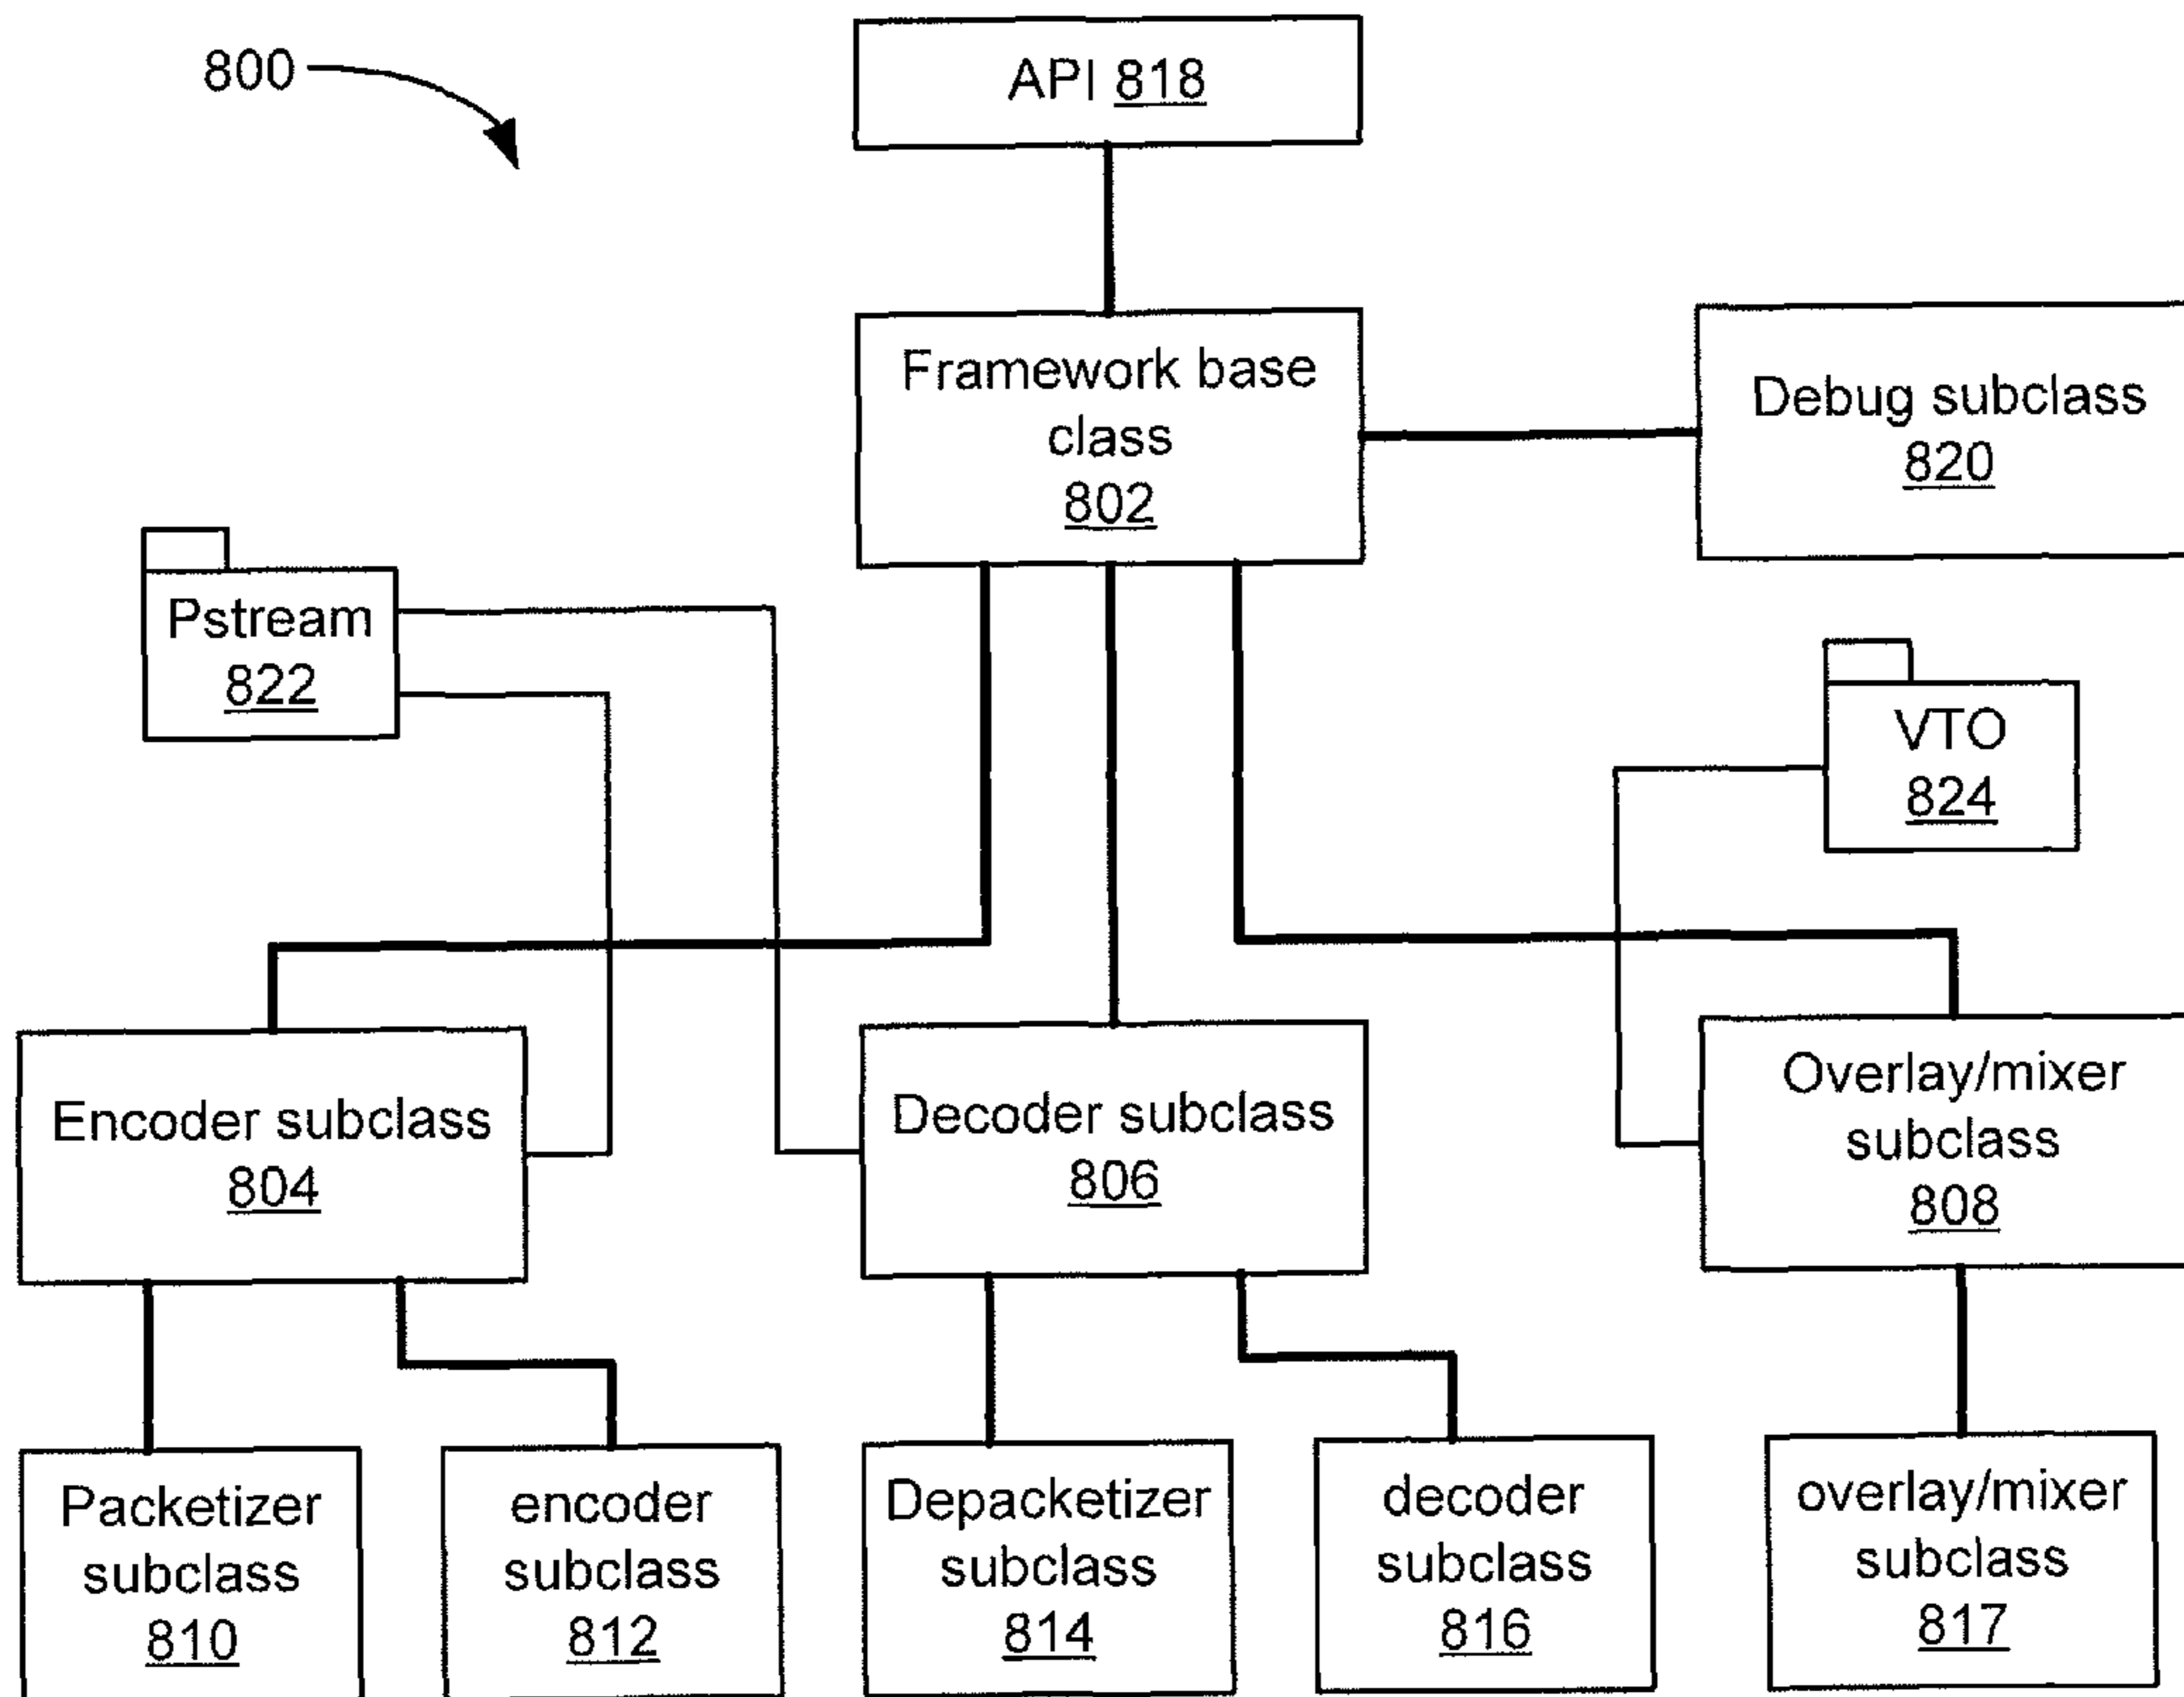 800
API 818
Framework base
class
802
Debug subclass
820
Pstream
822
VTO
824
Encoder subclass
804
Decoder subclass
806
Overlay/mixer
subclass
808
Packetizer
subclass
810
encoder
subclass
812
Depacketizer
subclass
814
decoder
subclass
816
overlay/mixer
subclass
817